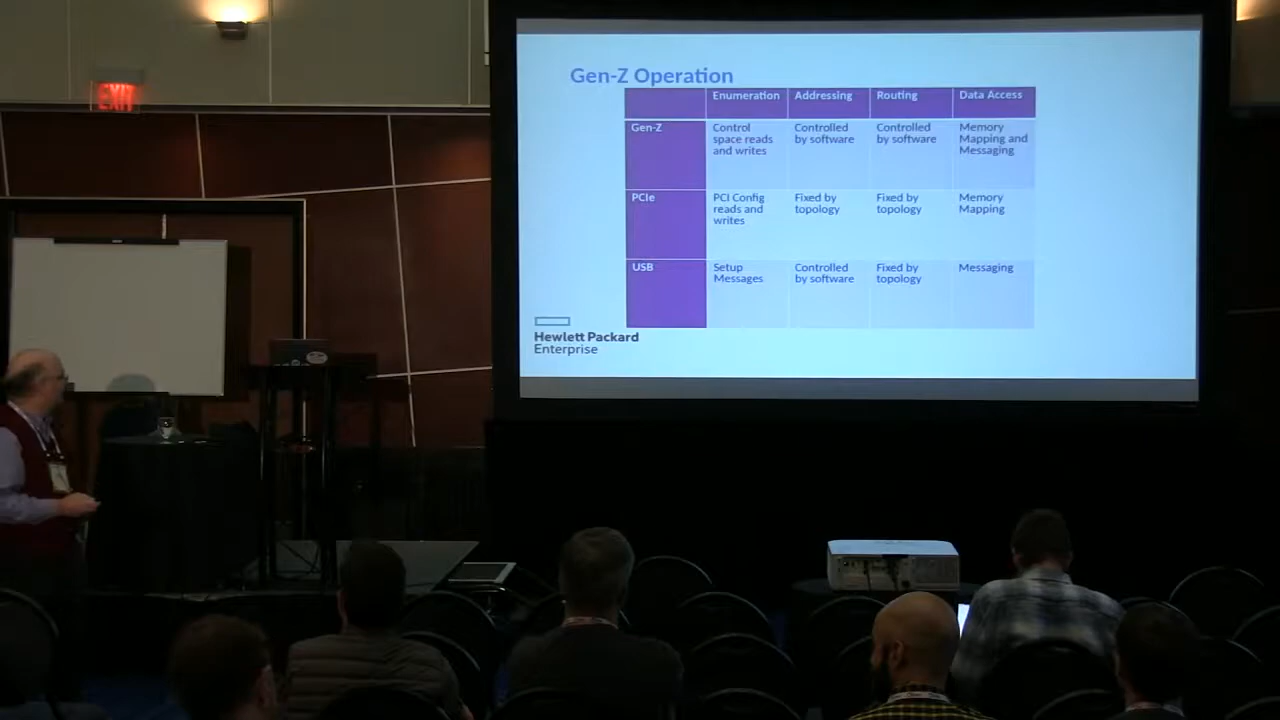 EXIT
Gen-Z Operation
Enumeration Addressing Routing Data Access
Gen-Z
Control
space reads
and writes
Controlled
by software
Controlled
by software
Memory
Mapping and
Messaging
PCIe
PCI Config
reads and
writes
Fixed by
topology
Fixed by
topology
Memory
Mapping
USB
Setup
Messages
Controlled
by software
Fixed by
topology
Messaging
Hewlett Packard
Enterprise